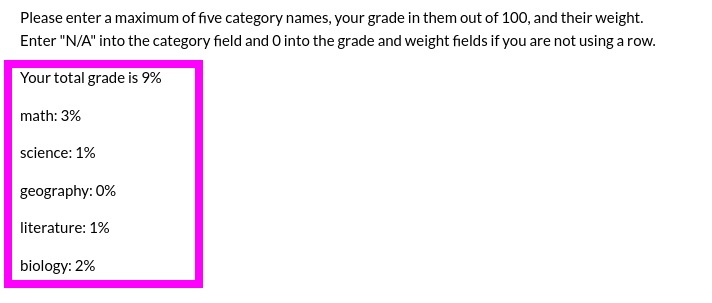 Please enter a maximum of five category names, your grade in them out of 100, and their weight.
Enter "N/A" into the category field and 0 into the grade and weight fields if you are not using a row.
Your total grade is 9%
math: 3%
science: 1%
geography: 0%
literature: 1%
biology: 2%